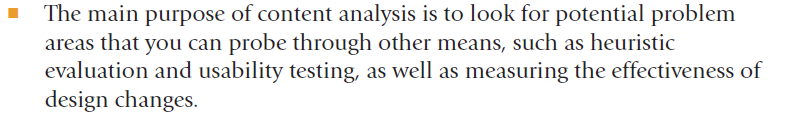 The main purpose of content analysis is to look for potential problem
areas that you can probe through other means, such as heuristic
evaluation and usability testing, as well as measuring the effectiveness of
design changes.